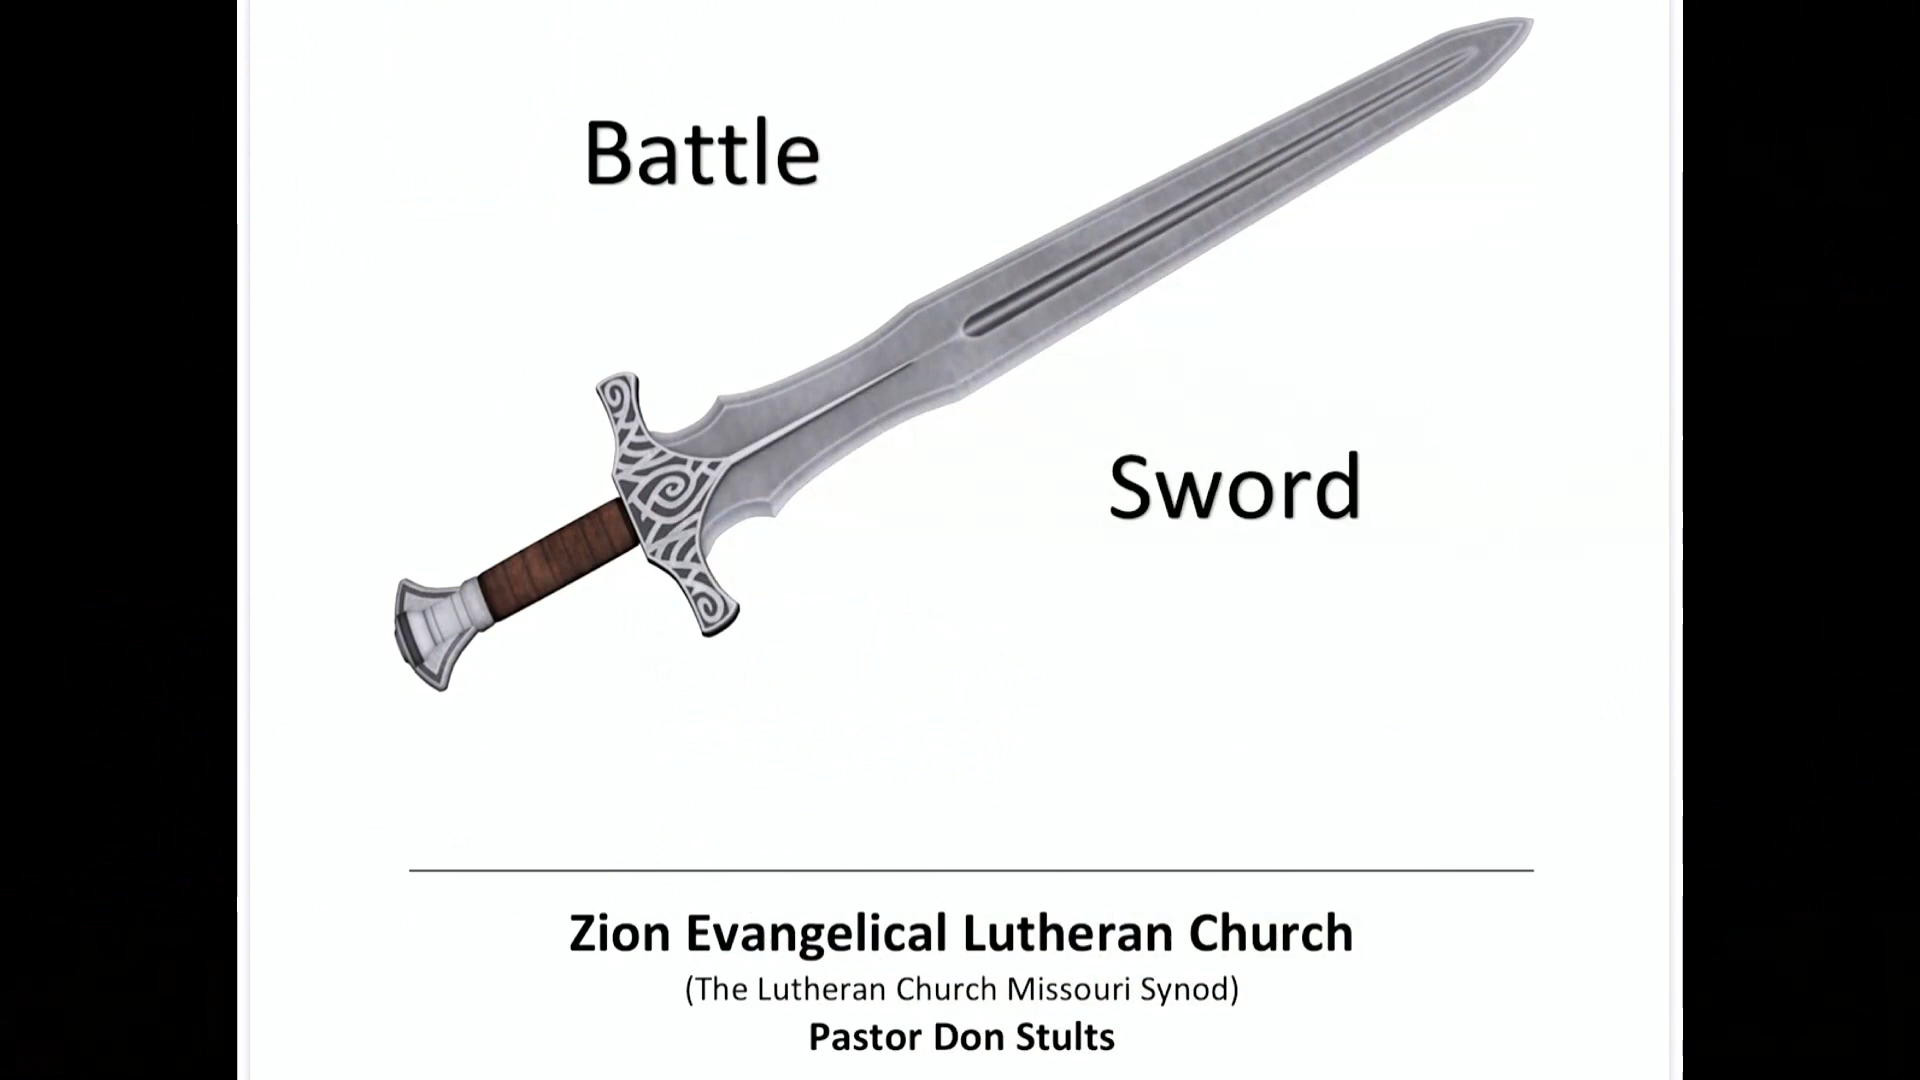 Battle
Sword
Zion Evangelical Lutheran Church
(The Lutheran Church Missouri Synod)
Pastor Don Stults